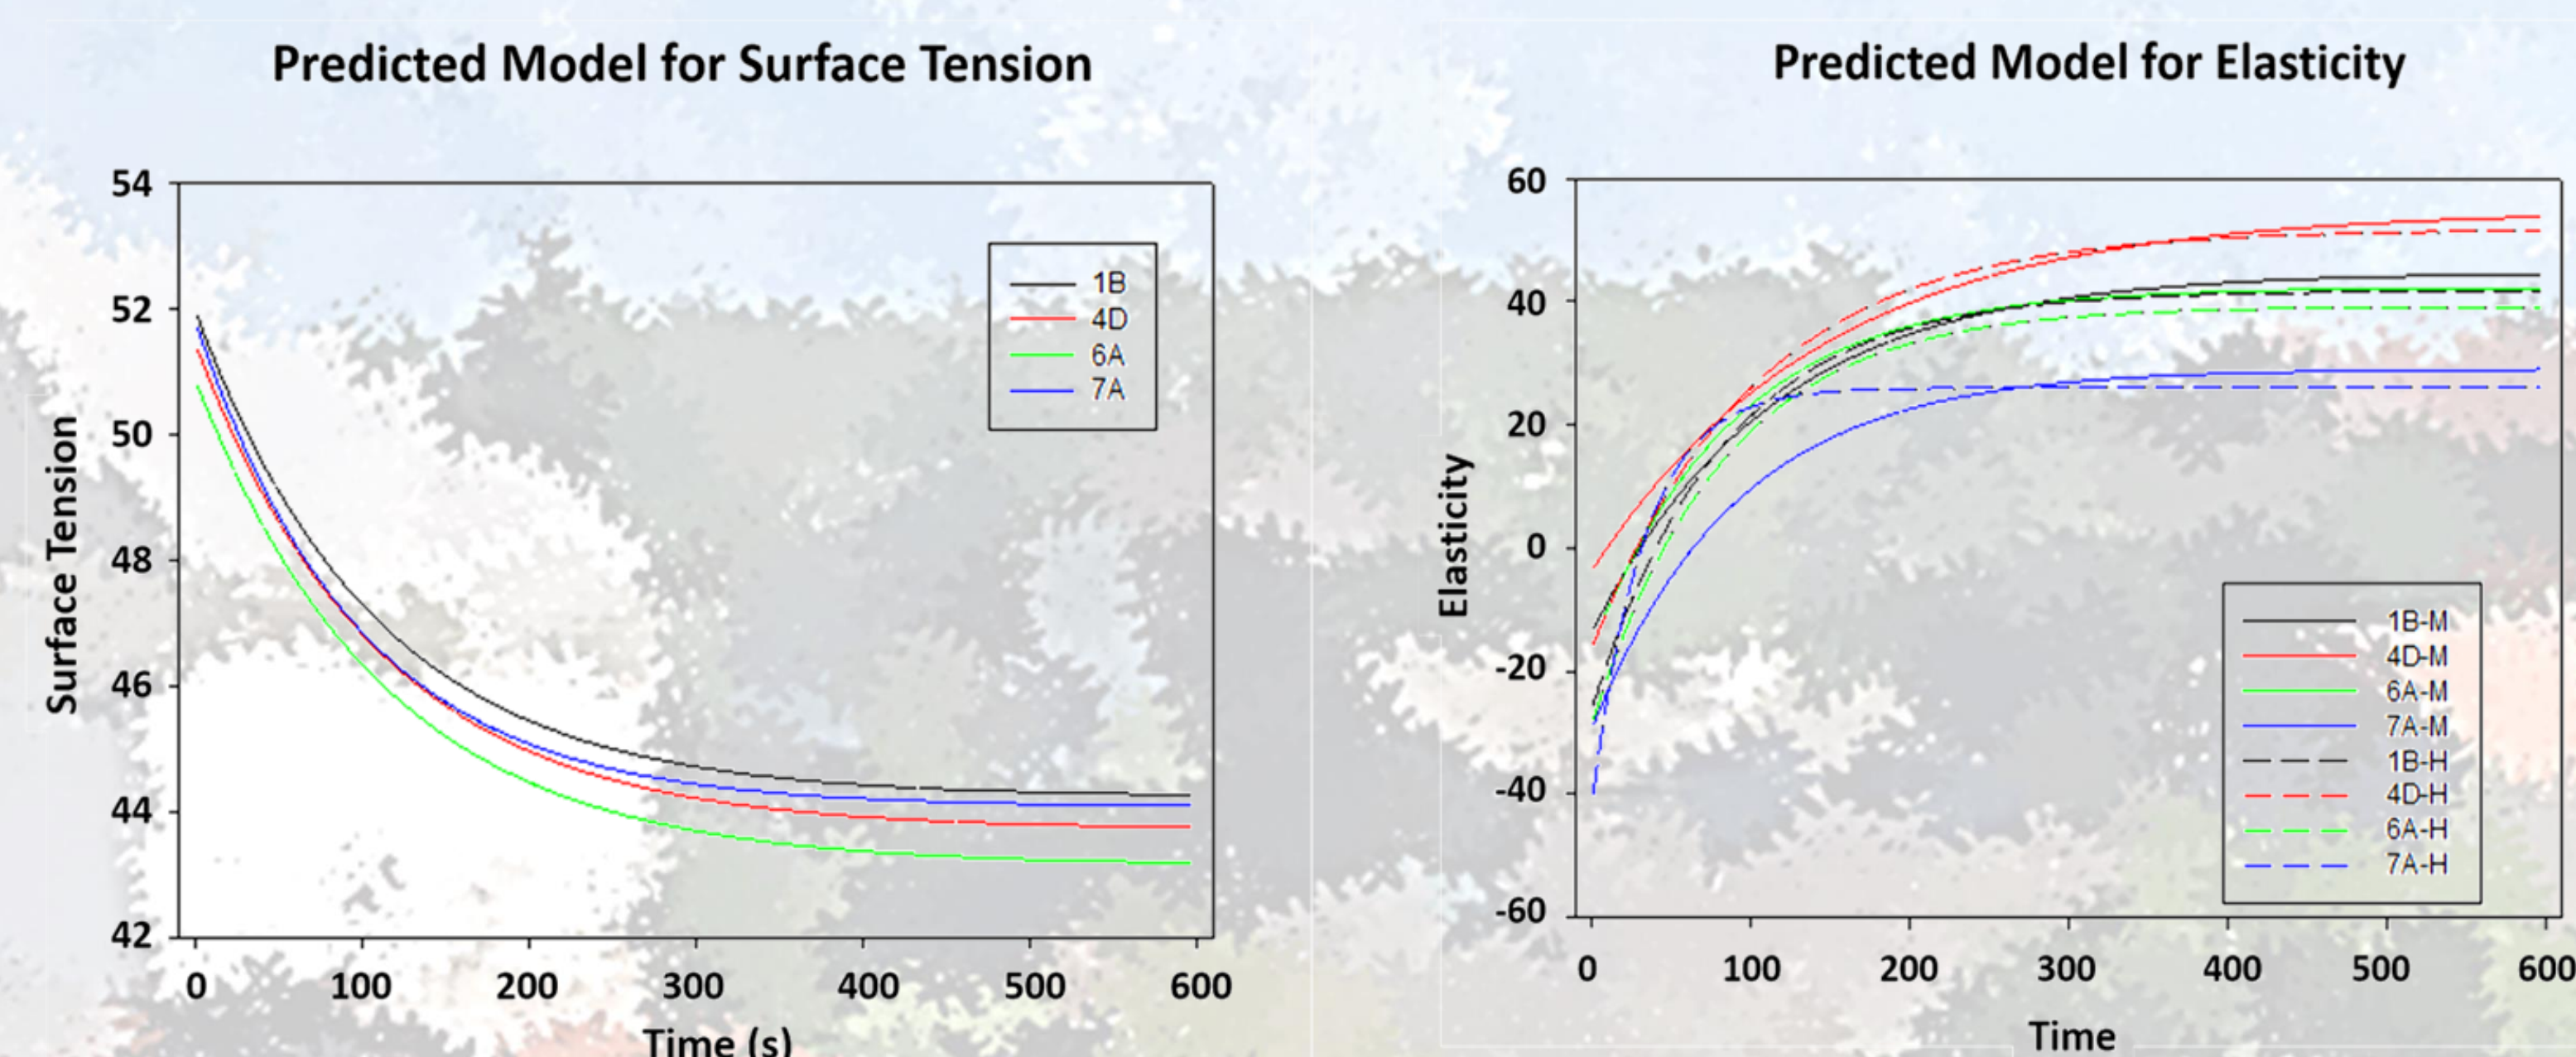 Predicted Model for Surface Tension
54
52
50
48
46
44
42
Surface Tension
1B
4D
6A
7A
0 100 200 300 400 500 600
Time (s)
Predicted Model for Elasticity
60
40
20
0
-20
-40
-60
Elasticity
1B-M
4D-M
6A-M
7A-M
1B-H
4D-H
6A-H
7A-H
0 100 200 300 400 500 600
Time